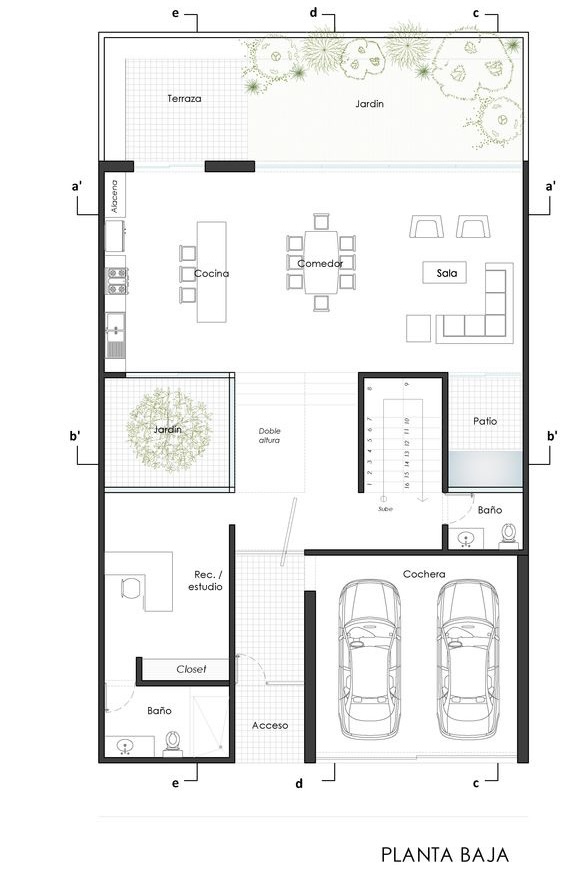 e
d
c
Terraza
Jardín
a'
a'
Alacena
Cocina
Comedor
Sala
8
9
Jardín
Doble
altura
Patio
1 2 3 4 5 6 7
16 15 14 13 12 11 10
b'
b'
Sube
Baño
Rec. /
estudio
Cochera
Closet
Baño
Acceso
e
d
c
PLANTA BAJA